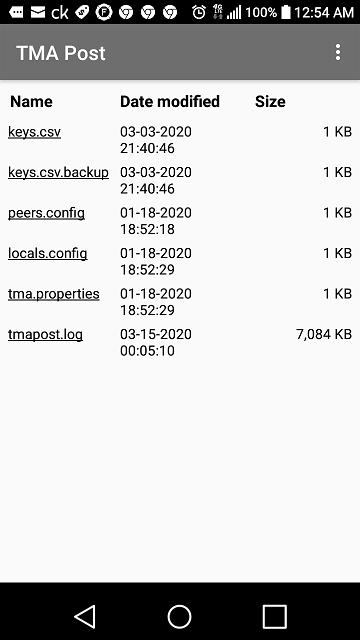 ck 4G LTE 100% 12:54 AM
TMA Post
Name Date modified Size
keys.csv 03-03-2020 1 KB
21:40:46
keys.csv.backup 03-03-2020 1 KB
21:40:46
peers.config 01-18-2020 1 KB
18:52:18
locals.config 01-18-2020 1 KB
18:52:29
tma.properties 01-18-2020 1 KB
18:52:29
tmapost.log 03-15-2020 7,084 KB
00:05:10